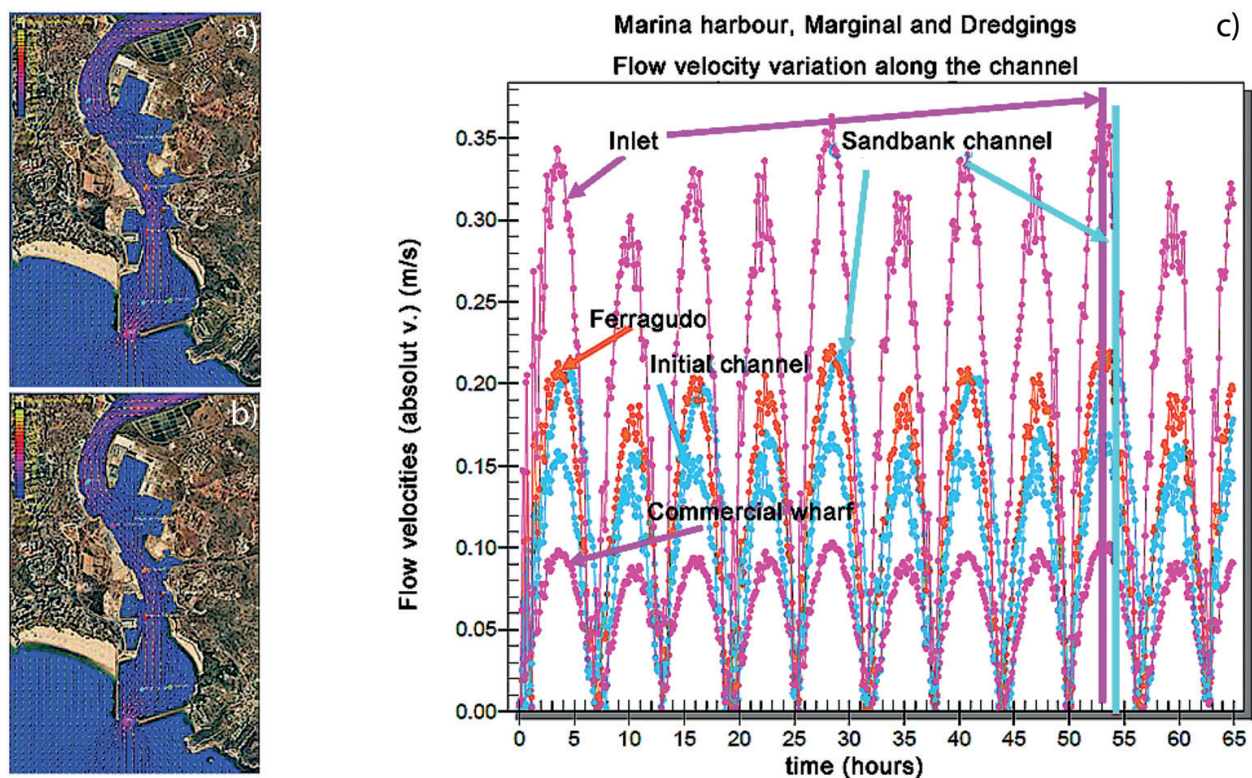 a)
b)
c)
Marina harbour, Marginal and Dredgings
Flow velocity variation along the channel
Flow velocities (absolut v.) (m/s)
0.35
0.30
0.25
0.20
0.15
0.10
0.05
0.00
Inlet
Sandbank channel
Ferragudo
Initial channel
Commercial wharf
0 5 10 15 20 25 30 35 40 45 50 55 60 65
time (hours)